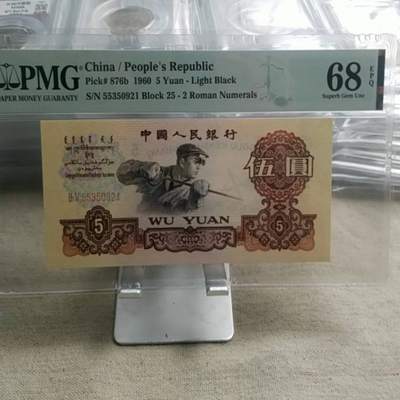 PMG
PAPER MONEY GUARANTY
China / People's Republic
Pick# 876b 1960 5 Yuan - Light Black
S/N 55350921 Block 25 - 2 Roman Numerals
68 EPQ
Superb Gem Unc
中國人民銀行
伍圓
55350921
WU YUAN
5
5